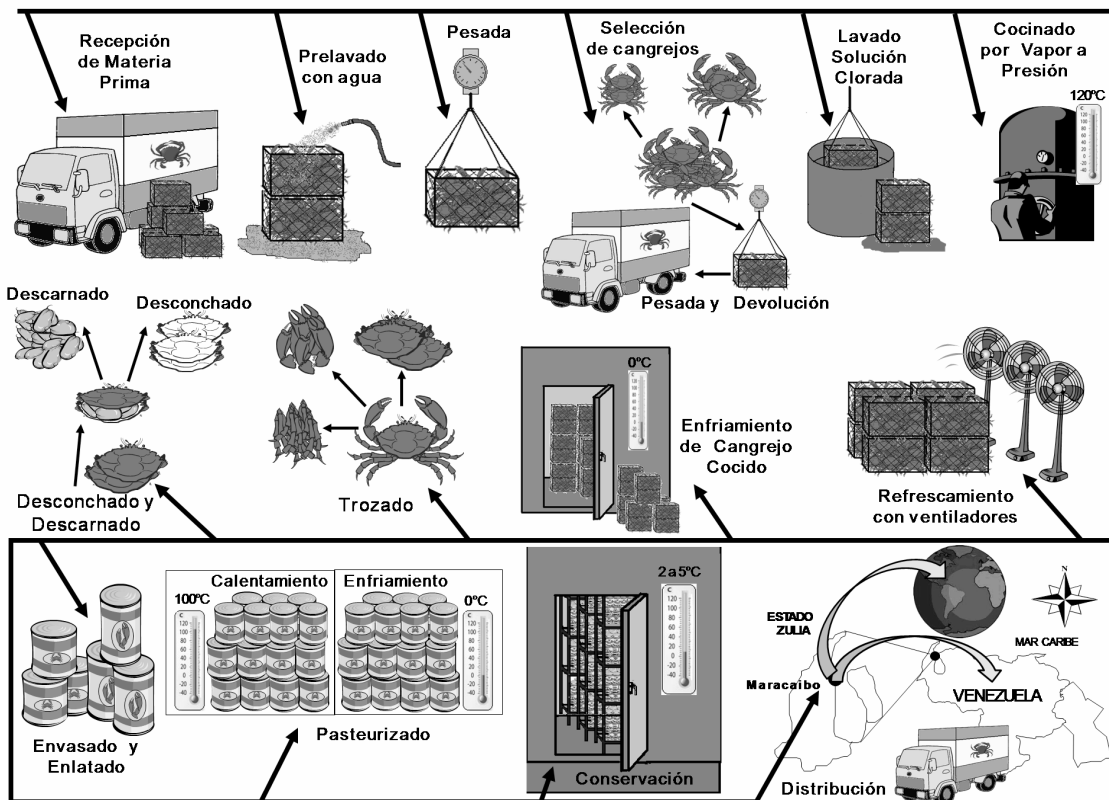 Recepción
de Materia
Prima
Prelavado
con agua
Pesada
Selección
de cangrejos
Pesada y Devolución
Lavado
Solución
Clorada
Cocinado
por Vapor a
Presión
120ºC
Descarnado
Desconchado
Desconchado y
Descarnado
Trozado
0ºC
Enfriamiento
de Cangrejo
Cocido
Refrescamiento
con ventiladores
Envasado y
Enlatado
Calentamiento
100ºC
Enfriamiento
0ºC
Pasteurizado
2 a 5ºC
Conservación
ESTADO
ZULIA
MAR CARIBE
Maracaibo
VENEZUELA
Distribución